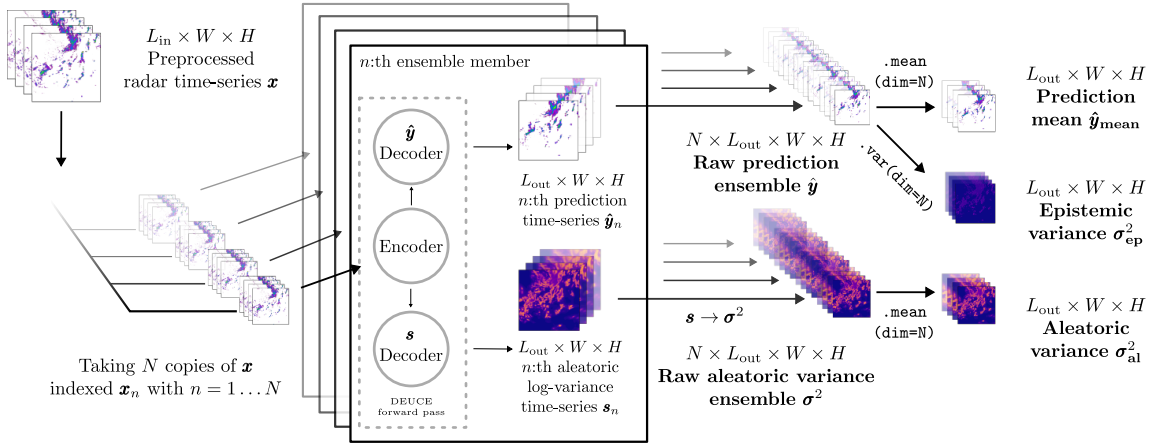 L_in × W × H
Preprocessed
radar time-series x
Taking N copies of x
indexed x_n with n = 1 … N
n:th ensemble member
ŷ
Decoder
Encoder
s
Decoder
DEUCE
forward pass
L_out × W × H
n:th prediction
time-series ŷ_n
L_out × W × H
n:th aleatoric
log-variance
time-series s_n
N × L_out × W × H
Raw prediction
ensemble ŷ
s → σ²
N × L_out × W × H
Raw aleatoric variance
ensemble σ²
.mean
(dim=N)
.var(dim=N)
.mean
(dim=N)
L_out × W × H
Prediction
mean ŷ_mean
L_out × W × H
Epistemic
variance σ²_ep
L_out × W × H
Aleatoric
variance σ²_al